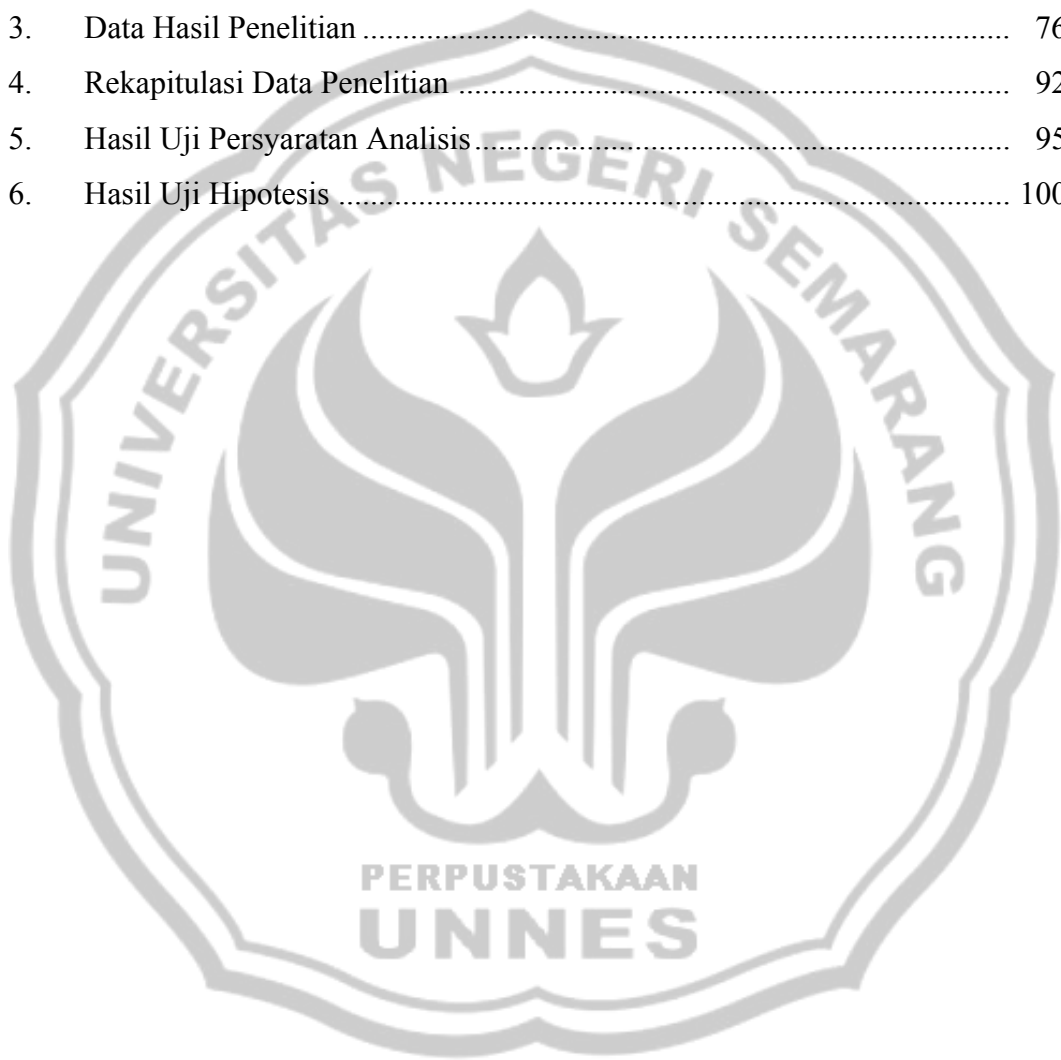 3. Data Hasil Penelitian ........................................................................ 76
4. Rekapitulasi Data Penelitian ............................................................. 92
5. Hasil Uji Persyaratan Analisis .......................................................... 95
6. Hasil Uji Hipotesis ........................................................................... 100
UNIVERSITAS NEGERI SEMARANG
PERPUSTAKAAN
UNNES